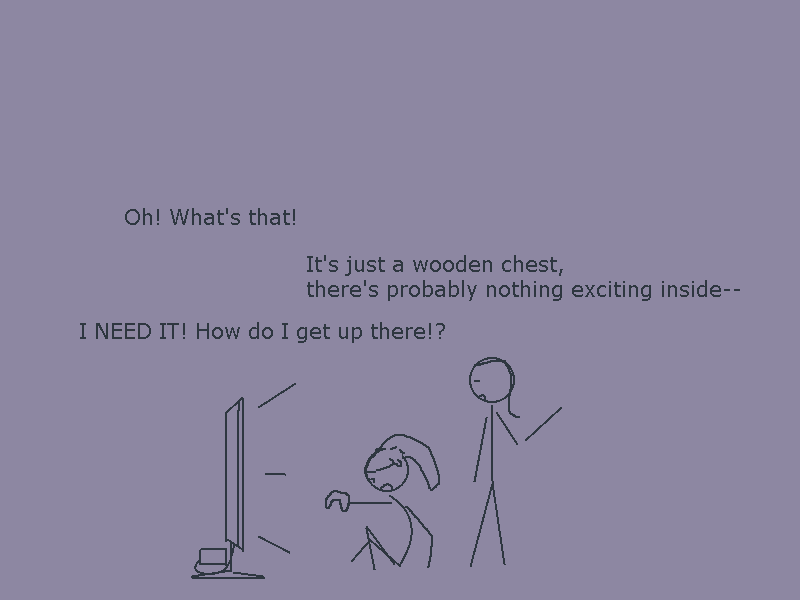 Oh! What's that!
It's just a wooden chest,
there's probably nothing exciting inside--
I NEED IT! How do I get up there!?